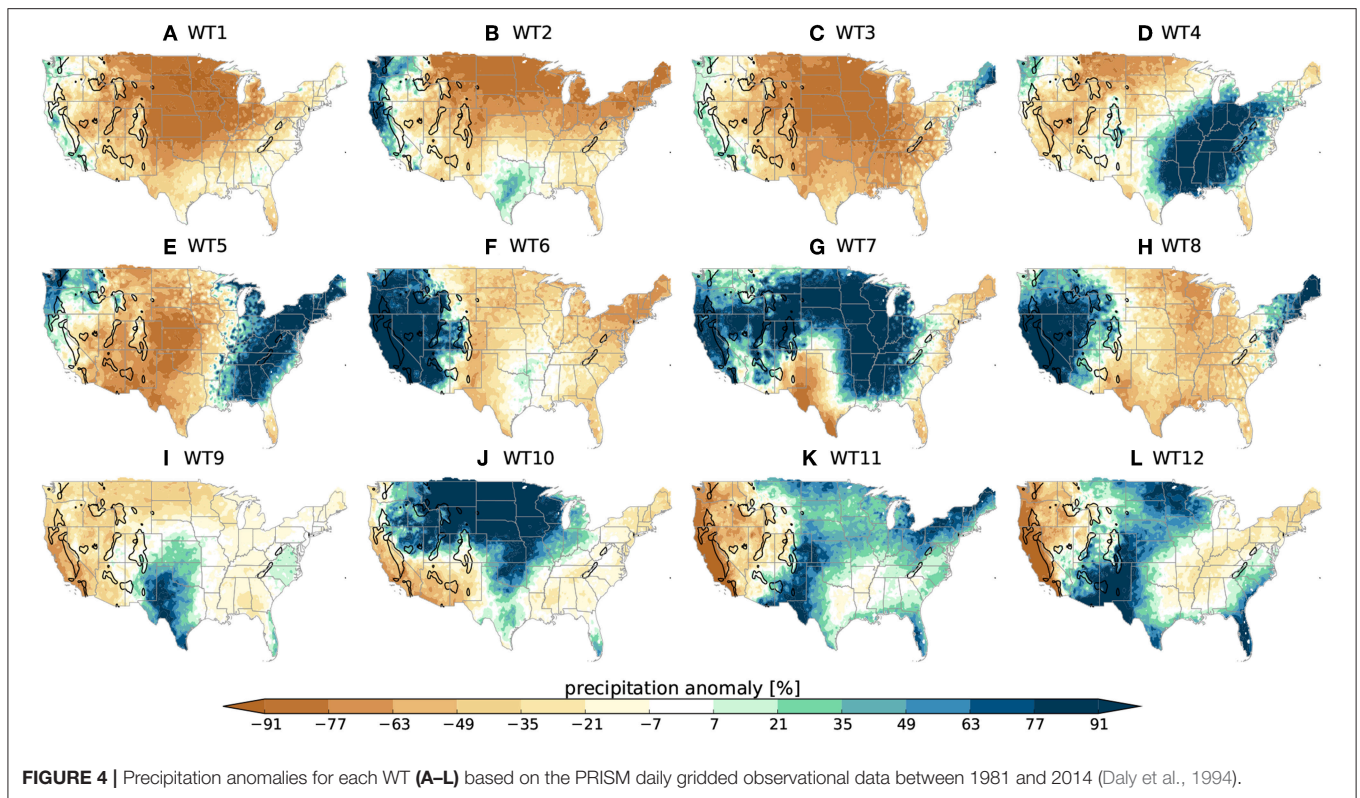 A WT1
B WT2
C WT3
D WT4
E WT5
F WT6
G WT7
H WT8
I WT9
J WT10
K WT11
L WT12
precipitation anomaly [%]
−91 −77 −63 −49 −35 −21 −7 7 21 35 49 63 77 91
FIGURE 4 | Precipitation anomalies for each WT (A–L) based on the PRISM daily gridded observational data between 1981 and 2014 (Daly et al., 1994).